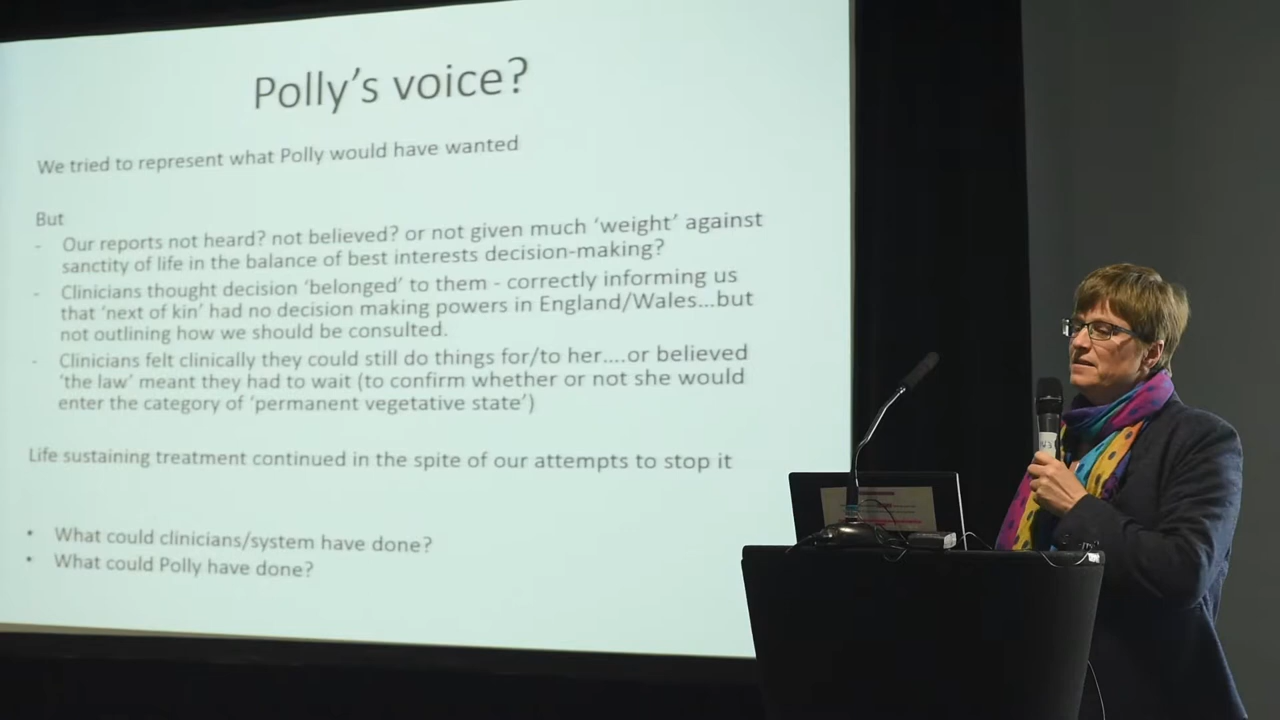 Polly's voice?
We tried to represent what Polly would have wanted
But
- Our reports not heard? not believed? or not given much 'weight' against
sanctity of life in the balance of best interests decision-making?
- Clinicians thought decision 'belonged' to them - correctly informing us
that 'next of kin' had no decision making powers in England/Wales...but
not outlining how we should be consulted.
- Clinicians felt clinically they could still do things for/to her....or believed
'the law' meant they had to wait (to confirm whether or not she would
enter the category of 'permanent vegetative state')
Life sustaining treatment continued in the spite of our attempts to stop it
• What could clinicians/system have done?
• What could Polly have done?